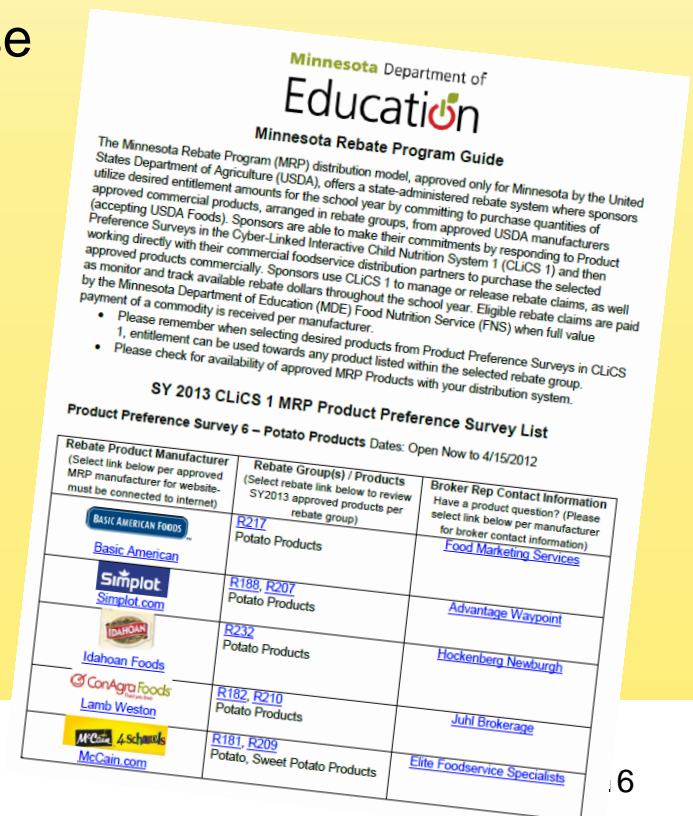 se
Minnesota Department of
Education
Minnesota Rebate Program Guide
The Minnesota Rebate Program (MRP) distribution model, approved only for Minnesota by the United
States Department of Agriculture (USDA), offers a state-administered rebate system where sponsors
utilize desired entitlement amounts for the school year by committing to purchase quantities of
approved commercial products, arranged in rebate groups, from approved USDA manufacturers
(accepting USDA Foods). Sponsors are able to make their commitments by responding to Product
Preference Surveys in the Cyber-Linked Interactive Child Nutrition System 1 (CLiCS 1) and then
working directly with their commercial foodservice distribution partners to purchase the selected
approved products commercially. Sponsors use CLiCS 1 to manage or release rebate claims, as well
as monitor and track available rebate dollars throughout the school year. Eligible rebate claims are paid
by the Minnesota Department of Education (MDE) Food Nutrition Service (FNS) when full value
payment of a commodity is received per manufacturer.
• Please remember when selecting desired products from Product Preference Surveys in CLiCS
1, entitlement can be used towards any product listed within the selected rebate group.
• Please check for availability of approved MRP Products with your distribution system.
SY 2013 CLiCS 1 MRP Product Preference Survey List
Product Preference Survey 6 – Potato Products Dates: Open Now to 4/15/2012
Rebate Product Manufacturer
(Select link below per approved
MRP manufacturer for website-
must be connected to internet)
Rebate Group(s) / Products
(Select rebate link below to review
SY2013 approved products per
rebate group)
Broker Rep Contact Information
Have a product question? (Please
select link below per manufacturer
for broker contact information)
BASIC AMERICAN FOODS
Basic American
R217
Potato Products
Food Marketing Services
Simplot
Simplot.com
R188, R207
Potato Products
Advantage Waypoint
IDAHOAN
Idahoan Foods
R232
Potato Products
Hockenberg Newburgh
ConAgra Foods
Lamb Weston
R182, R210
Potato Products
Juhl Brokerage
McCain 4 schools
McCain.com
R181, R209
Potato, Sweet Potato Products
Elite Foodservice Specialists
6